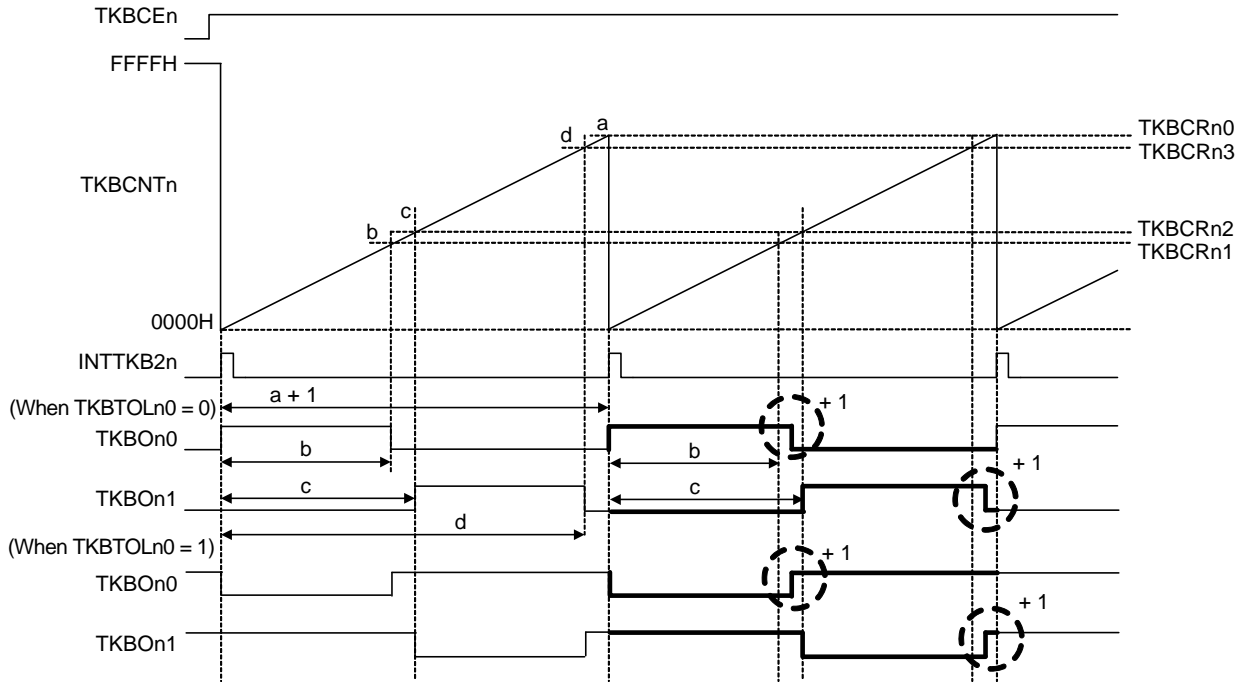 TKBCEn
FFFFH
a
d
TKBCRn0
TKBCRn3
TKBCNTn
c
b
TKBCRn2
TKBCRn1
0000H
INTTKB2n
(When TKBTOLn0 = 0)
a + 1
+ 1
TKBOn0
b
b
+ 1
c
c
TKBOn1
d
(When TKBTOLn0 = 1)
+ 1
TKBOn0
+ 1
TKBOn1